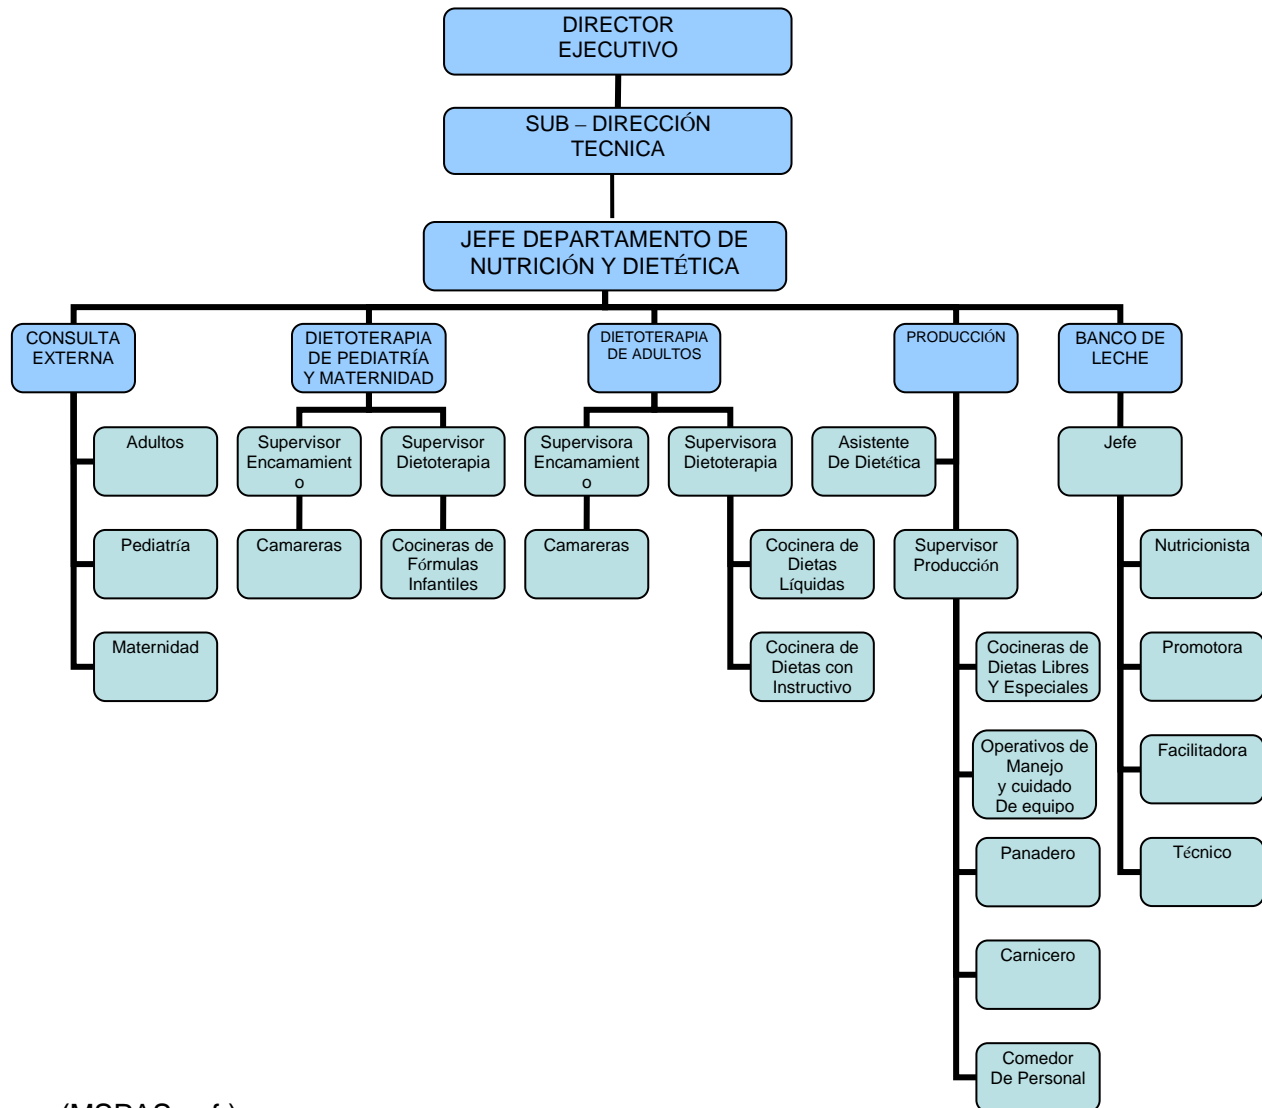 DIRECTOR
EJECUTIVO
SUB – DIRECCIÓN
TECNICA
JEFE DEPARTAMENTO DE
NUTRICIÓN Y DIETÉTICA
CONSULTA
EXTERNA
DIETOTERAPIA
DE PEDIATRÍA
Y MATERNIDAD
DIETOTERAPIA
DE ADULTOS
PRODUCCIÓN
BANCO DE
LECHE
Adultos
Supervisor
Encamamient
o
Supervisor
Dietoterapia
Supervisora
Encamamient
o
Supervisora
Dietoterapia
Asistente
De Dietética
Jefe
Pediatría
Camareras
Cocineras de
Fórmulas
Infantiles
Camareras
Cocinera de
Dietas
Líquidas
Supervisor
Producción
Nutricionista
Maternidad
Cocinera de
Dietas con
Instructivo
Cocineras de
Dietas Libres
Y Especiales
Promotora
Operativos de
Manejo
y cuidado
De equipo
Facilitadora
Panadero
Técnico
Carnicero
Comedor
De Personal